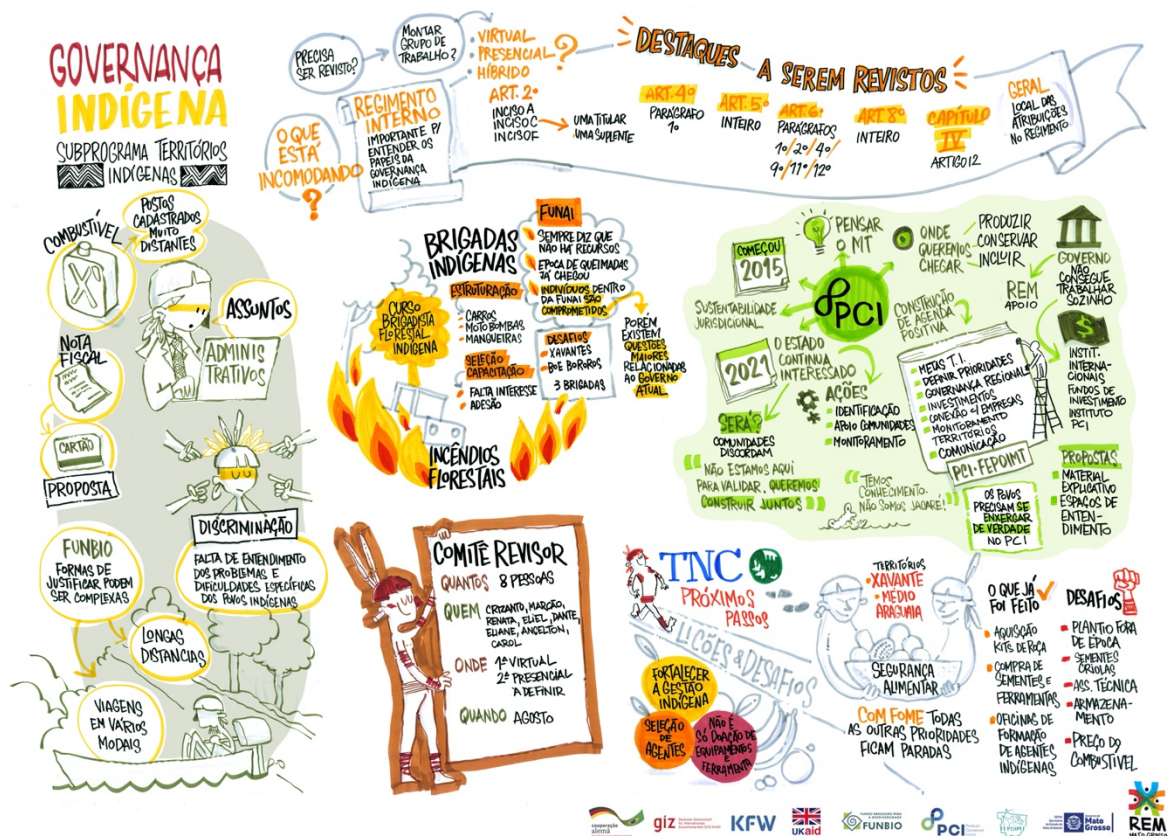 GOVERNANÇA
INDÍGENA
SUBPROGRAMA TERRITÓRIOS
INDÍGENAS
PRECISA
SER REVISTO?
MONTAR
GRUPO DE
TRABALHO?
VIRTUAL
PRESENCIAL
HÍBRIDO
?
O QUE
ESTÁ
INCOMODANDO
?
REGIMENTO
INTERNO
IMPORTANTE P/
ENTENDER OS
PAPEIS DA
GOVERNANÇA
INDÍGENA
DESTAQUES A SEREM REVISTOS
ART. 2º
INCISO A
INCISO C
INCISO F
UMA TITULAR
UMA SUPLENTE
ART. 4º
PARÁGRAFO
1º
ART. 5º
INTEIRO
ART. 6º
PARÁGRAFOS
1º/2º/4º/
9º/11º/12º
ART. 8º
INTEIRO
CAPÍTULO
IV
ARTIGO 12
GERAL
LOCAL DAS
ATRIBUIÇÕES
NO REGIMENTO
COMBUSTÍVEL
POSTOS
CADASTRADOS
MUITO
DISTANTES
NOTA
FISCAL
CARTÃO
PROPOSTA
ASSUNTOS
ADMINIS
TRATIVOS
DISCRIMINAÇÃO
FALTA DE ENTENDIMENTO
DOS PROBLEMAS E
DIFICULDADES ESPECÍFICAS
DOS POVOS INDÍGENAS
FUNBIO
FORMAS DE
JUSTIFICAR PODEM
SER COMPLEXAS
LONGAS
DISTANCIAS
VIAGENS
EM VÁRIOS
MODAIS
BRIGADAS
INDÍGENAS
CURSO
BRIGADISTA
FLORESTAL
INDÍGENA
ESTRUTURAÇÃO
CARROS
MOTOBOMBAS
MANGUEIRAS
SELEÇÃO
CAPACITAÇÃO
FALTA INTERESSE
ADESÃO
FUNAI
SEMPRE DIZ QUE
NÃO HÁ RECURSOS
EPOCA DE QUEIMADAS
JÁ CHEGOU
INDIVÍDUOS DENTRO
DA FUNAI SÃO
COMPROMETIDOS
DESAFIOS
XAVANTES
BOE BOROROS
3 BRIGADAS
PORÉM
EXISTEM
QUESTÕES
MAIORES
RELACIONADAS
AO GOVERNO
ATUAL
INCÊNDIOS
FLORESTAIS
COMITÊ REVISOR
QUANTOS 8 PESSOAS
QUEM CRIZANTO, MARCÃO,
RENATA, ELIEL, DANTE,
ELIANE, ANGELTON,
CAROL
ONDE 1ª VIRTUAL
2ª PRESENCIAL
A DEFINIR
QUANDO AGOSTO
COMEÇOU
2015
PENSAR
O MT
ONDE
QUEREMOS
CHEGAR
PRODUZIR
CONSERVAR
INCLUIR
REM
APOIO
GOVERNO
NÃO
CONSEGUE
TRABALHAR
SOZINHO
PCI
SUSTENTABILIDADE
JURISDICIONAL
CONSTRUÇÃO
DE AGENDA
POSITIVA
$
INSTIT.
INTERNA-
CIONAIS
FUNDOS DE
INVESTIMENTO
INSTITUTO
PCI
2021
O ESTADO
CONTINUA
INTERESSADO
AÇÕES
IDENTIFICAÇÃO
APOIO COMUNIDADES
MONITORAMENTO
METAS T.I.
DEFINIR PRIORIDADES
GOVERNANÇA REGIONAL
INVESTIMENTOS
CONEXÃO C/ EMPRESAS
MONITORAMENTO
TERRITÓRIOS
COMUNICAÇÃO
PCI-FEPOIMT
SERÁ?
COMUNIDADES
DISCORDAM
"NÃO ESTAMOS AQUI
PARA VALIDAR, QUEREMOS
CONSTRUIR JUNTOS"
"TEMOS
CONHECIMENTO.
NÃO SOMOS JACARÉ!"
OS POVOS
PRECISAM SE
ENXERGAR
DE VERDADE
NO PCI
PROPOSTAS
MATERIAL
EXPLICATIVO
ESPAÇOS DE
ENTEN-
DIMENTO
TNC
PRÓXIMOS
PASSOS
LIÇÕES & DESAFIOS
FORTALECER
A GESTÃO
INDÍGENA
SELEÇÃO
DE
AGENTES
NÃO É
SÓ DOAÇÃO DE
EQUIPAMENTOS
E
FERRAMENTA
TERRITÓRIOS
XAVANTE
MÉDIO
ARAGUAIA
SEGURANÇA
ALIMENTAR
COM FOME TODAS
AS OUTRAS PRIORIDADES
FICAM PARADAS
O QUE JÁ
FOI FEITO
AQUISIÇÃO
KITS DE ROÇA
COMPRA DE
SEMENTES E
FERRAMENTAS
OFICINAS DE
FORMAÇÃO
DE AGENTES
INDÍGENAS
DESAFIOS
PLANTIO FORA
DE ÉPOCA
SEMENTES
CRIOLAS
ASS. TÉCNICA
ARMAZENA-
MENTO
PREÇO DO
COMBUSTÍVEL
cooperação
alemã
giz
KFW
UKaid
FUNBIO
PCI
FEPOIMT
Mato
Grosso
REM
MATO GROSSO